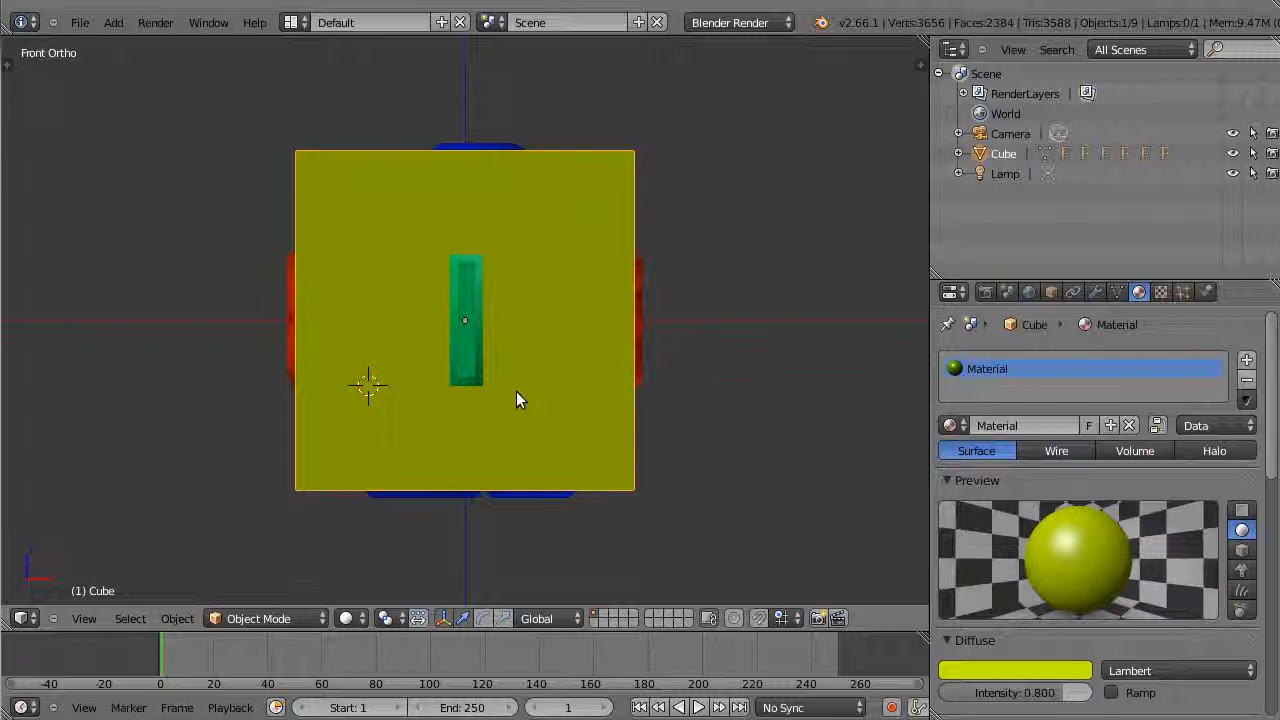 File Add Render Window Help Default Scene Blender Render v2.66.1 | Verts:3656 | Faces:2384 | Tris:3588 | Objects:1/9 | Lamps:0/1 | Mem:9.47M
Front Ortho
View Search All Scenes
Scene
RenderLayers |
World
Camera |
Cube |
Lamp |
Cube Material
Material
Material F Data
Surface Wire Volume Halo
Preview
Diffuse
Lambert
Intensity: 0.800 Ramp
(1) Cube
View Select Object Object Mode Global
-40 -20 0 20 40 60 80 100 120 140 160 180 200 220 240 260
View Marker Frame Playback Start: 1 End: 250 1 No Sync